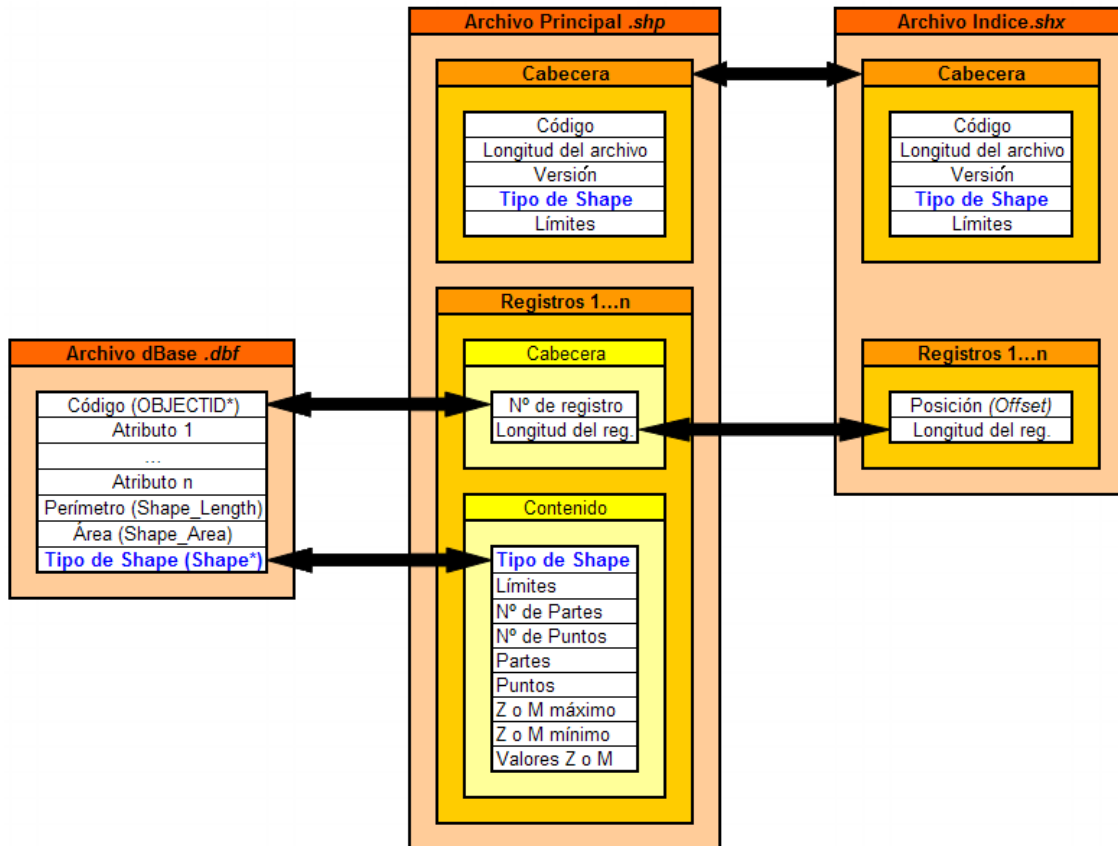 Archivo Principal .shp
Cabecera
Código
Longitud del archivo
Versión
Tipo de Shape
Límites
Registros 1...n
Cabecera
Nº de registro
Longitud del reg.
Contenido
Tipo de Shape
Límites
Nº de Partes
Nº de Puntos
Partes
Puntos
Z o M máximo
Z o M mínimo
Valores Z o M
Archivo Indice.shx
Cabecera
Código
Longitud del archivo
Versión
Tipo de Shape
Límites
Registros 1...n
Posición (Offset)
Longitud del reg.
Archivo dBase .dbf
Código (OBJECTID*)
Atributo 1
...
Atributo n
Perímetro (Shape_Length)
Área (Shape_Area)
Tipo de Shape (Shape*)